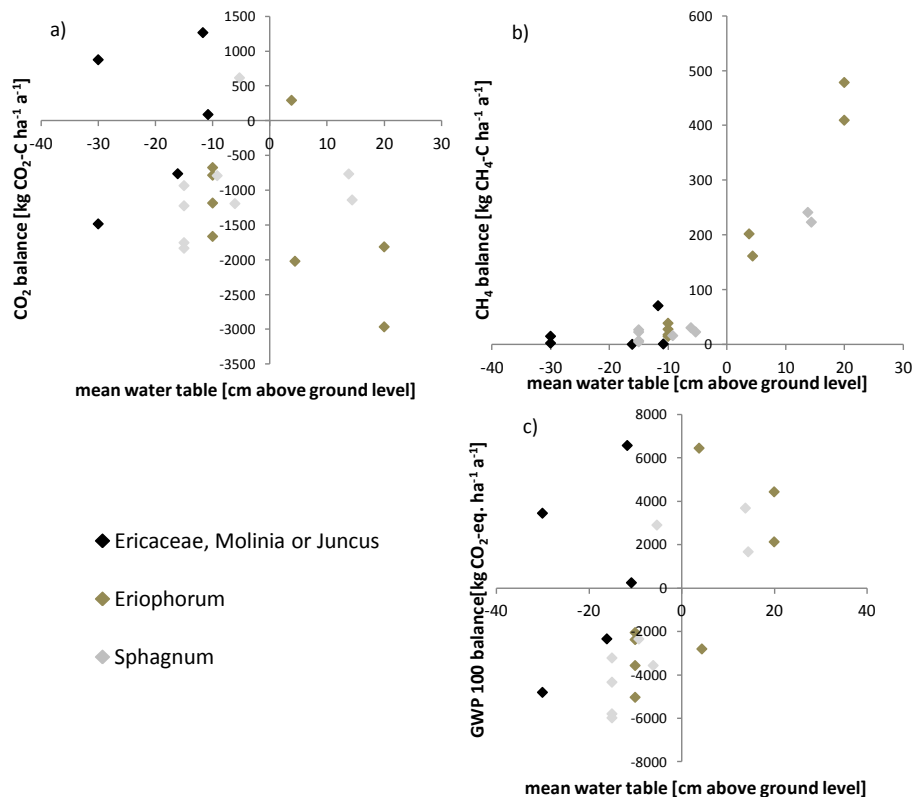 a)
CO2 balance [kg CO2-C ha-1 a-1]
1500
1000
500
0
-40 -30 -20 -10 0 10 20 30
-500
-1000
-1500
-2000
-2500
-3000
-3500
mean water table [cm above ground level]
b)
CH4 balance [kg CH4-C ha-1 a-1]
600
500
400
300
200
100
0
-40 -30 -20 -10 0 10 20 30
mean water table [cm above ground level]
c)
GWP 100 balance[kg CO2-eq. ha-1 a-1]
8000
6000
4000
2000
0
-40 -20 0 20 40
-2000
-4000
-6000
-8000
mean water table [cm above ground level]
Ericaceae, Molinia or Juncus
Eriophorum
Sphagnum